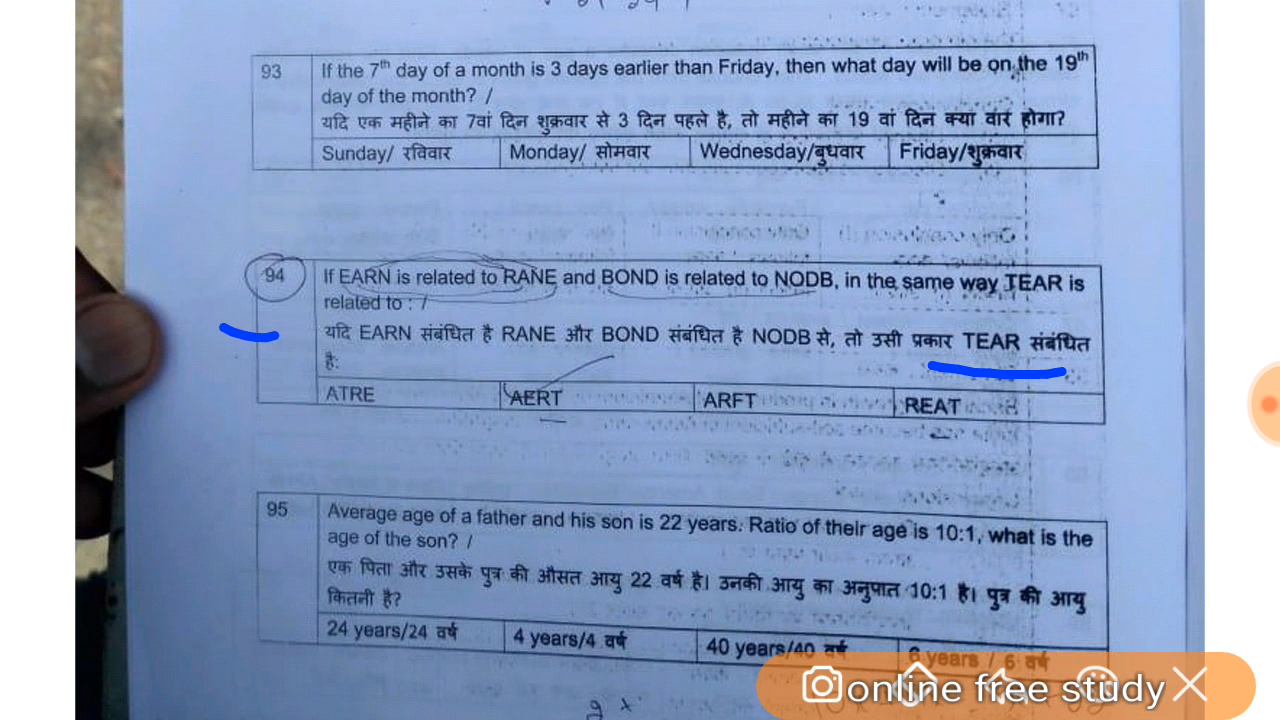 93
If the 7th day of a month is 3 days earlier than Friday, then what day will be on the 19th
day of the month? /
यदि एक महीने का 7वां दिन शुक्रवार से 3 दिन पहले है, तो महीने का 19 वां दिन क्या वार होगा?
Sunday/ रविवार
Monday/ सोमवार
Wednesday/बुधवार
Friday/शुक्रवार
94
If EARN is related to RANE and BOND is related to NODB, in the same way TEAR is
related to : /
यदि EARN संबंधित है RANE और BOND संबंधित है NODB से, तो उसी प्रकार TEAR संबंधित
है:
ATRE
AERT
ARFT
REAT
95
Average age of a father and his son is 22 years. Ratio of their age is 10:1, what is the
age of the son? /
एक पिता और उसके पुत्र की औसत आयु 22 वर्ष है। उनकी आयु का अनुपात 10:1 है। पुत्र की आयु
कितनी है?
24 years/24 वर्ष
4 years/4 वर्ष
40 years/40 वर्ष
6 years / 6 वर्ष
online free study